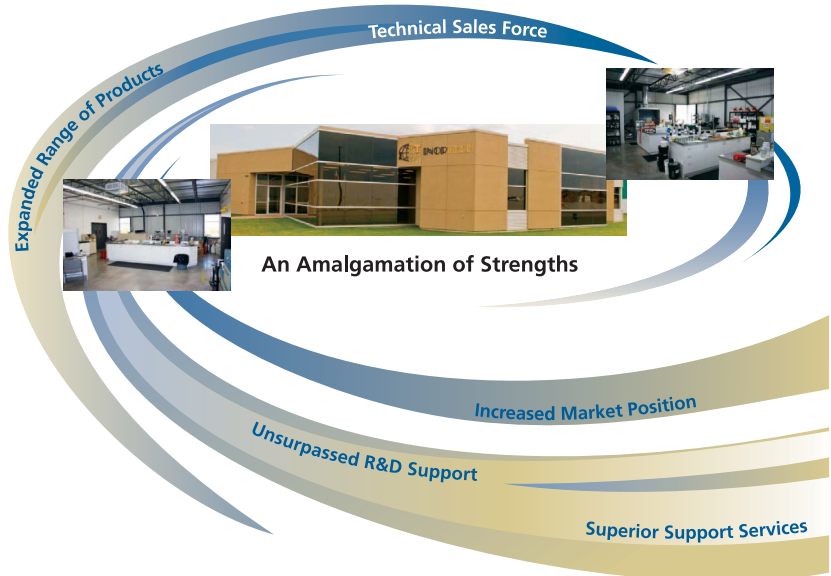 Technical Sales Force
Expanded Range of Products
An Amalgamation of Strengths
Increased Market Position
Unsurpassed R&D Support
Superior Support Services